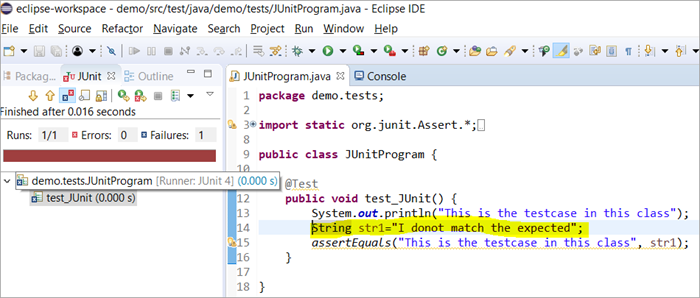 eclipse-workspace - demo/src/test/java/demo/tests/JUnitProgram.java - Eclipse IDE
File Edit Source Refactor Navigate Search Project Run Window Help
Packag... JUnit Outline
Finished after 0.016 seconds
Runs: 1/1 Errors: 0 Failures: 1
demo.testsJUnitProgram [Runner: JUnit 4] (0.000 s)
test_JUnit (0.000 s)
JUnitProgram.java Console
1 package demo.tests;
2
3 import static org.junit.Assert.*;
8
9 public class JUnitProgram {
10
@Test
12 public void test_JUnit() {
13 System.out.println("This is the testcase in this class");
14 String str1="I donot match the expected";
15 assertEquals("This is the testcase in this class", str1);
16 }
17
18 }